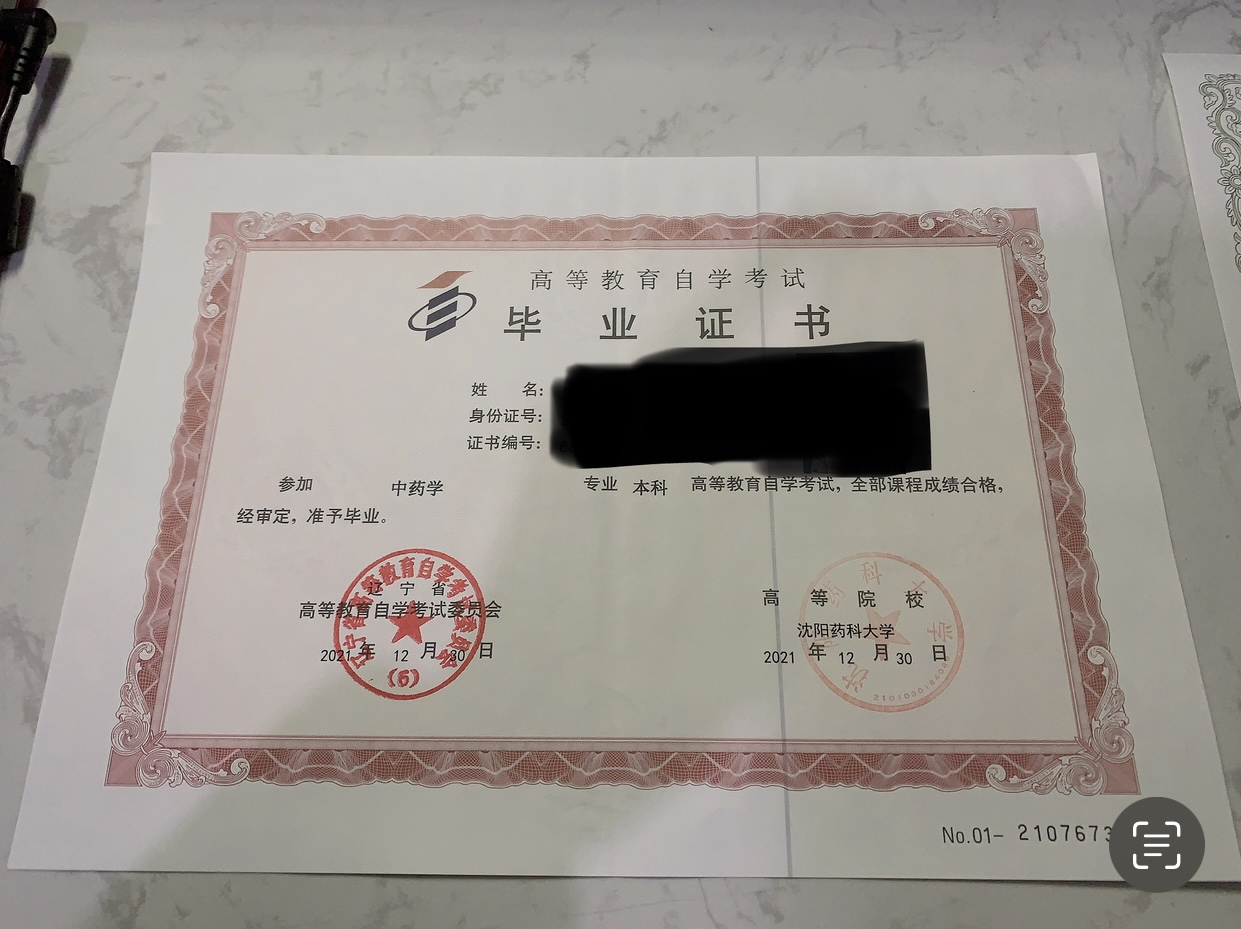 高等教育自学考试
毕业证书
姓 名:
身份证号:
证书编号:
参加 中药学 专业 本科 高等教育自学考试，全部课程成绩合格，
经审定，准予毕业。
辽宁省
高等教育自学考试委员会
2021 年 12 月 30 日
(6)
高等院校
沈阳药科大学
2021 年 12 月 30 日
No.01- 2107673